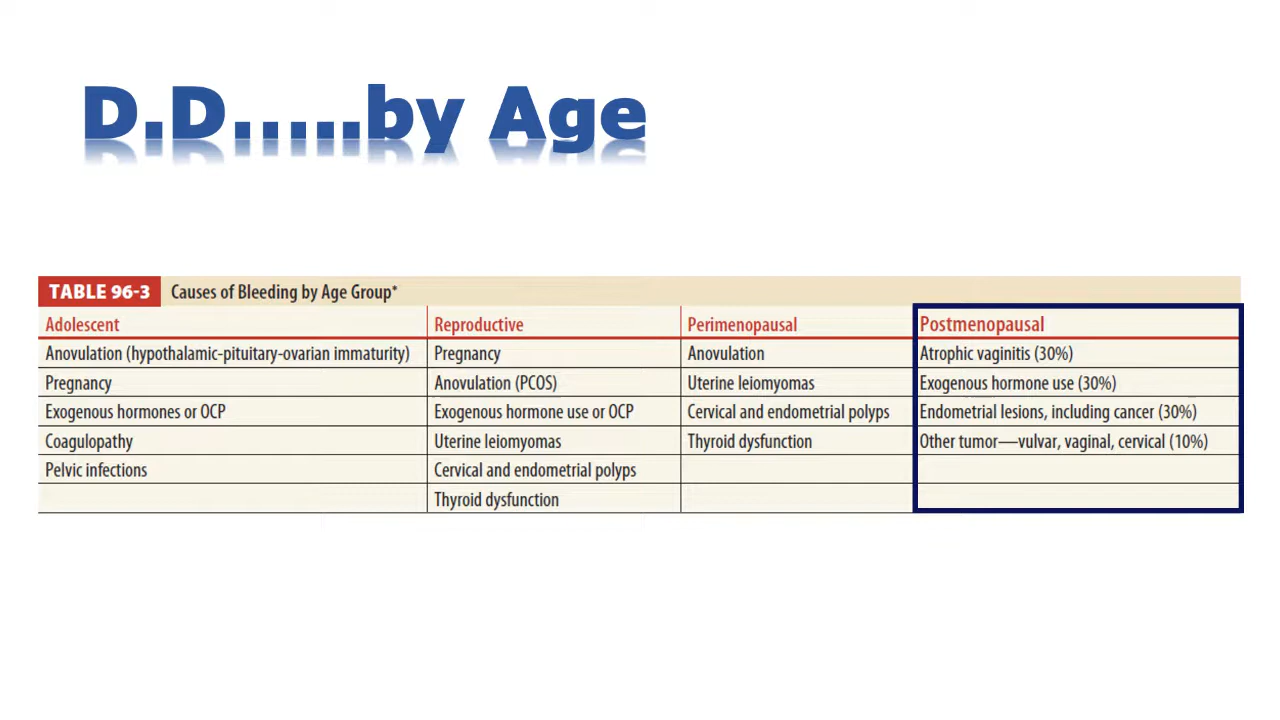 D.D.....by Age
TABLE 96-3 Causes of Bleeding by Age Group*
Adolescent Reproductive Perimenopausal Postmenopausal
Anovulation (hypothalamic-pituitary-ovarian immaturity) Pregnancy Anovulation Atrophic vaginitis (30%)
Pregnancy Anovulation (PCOS) Uterine leiomyomas Exogenous hormone use (30%)
Exogenous hormones or OCP Exogenous hormone use or OCP Cervical and endometrial polyps Endometrial lesions, including cancer (30%)
Coagulopathy Uterine leiomyomas Thyroid dysfunction Other tumor—vulvar, vaginal, cervical (10%)
Pelvic infections Cervical and endometrial polyps
Thyroid dysfunction